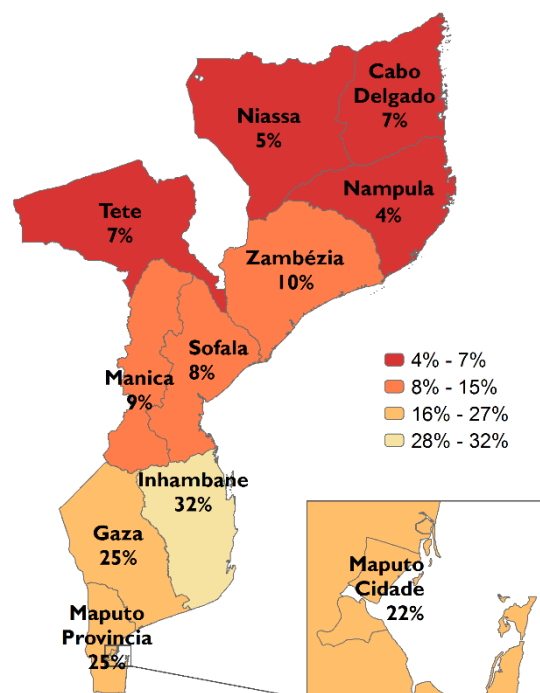 Cabo
Delgado
7%
Niassa
5%
Nampula
4%
Tete
7%
Zambézia
10%
Sofala
8%
Manica
9%
4% - 7%
8% - 15%
16% - 27%
28% - 32%
Inhambane
32%
Gaza
25%
Maputo
Cidade
22%
Maputo
Provincia
25%